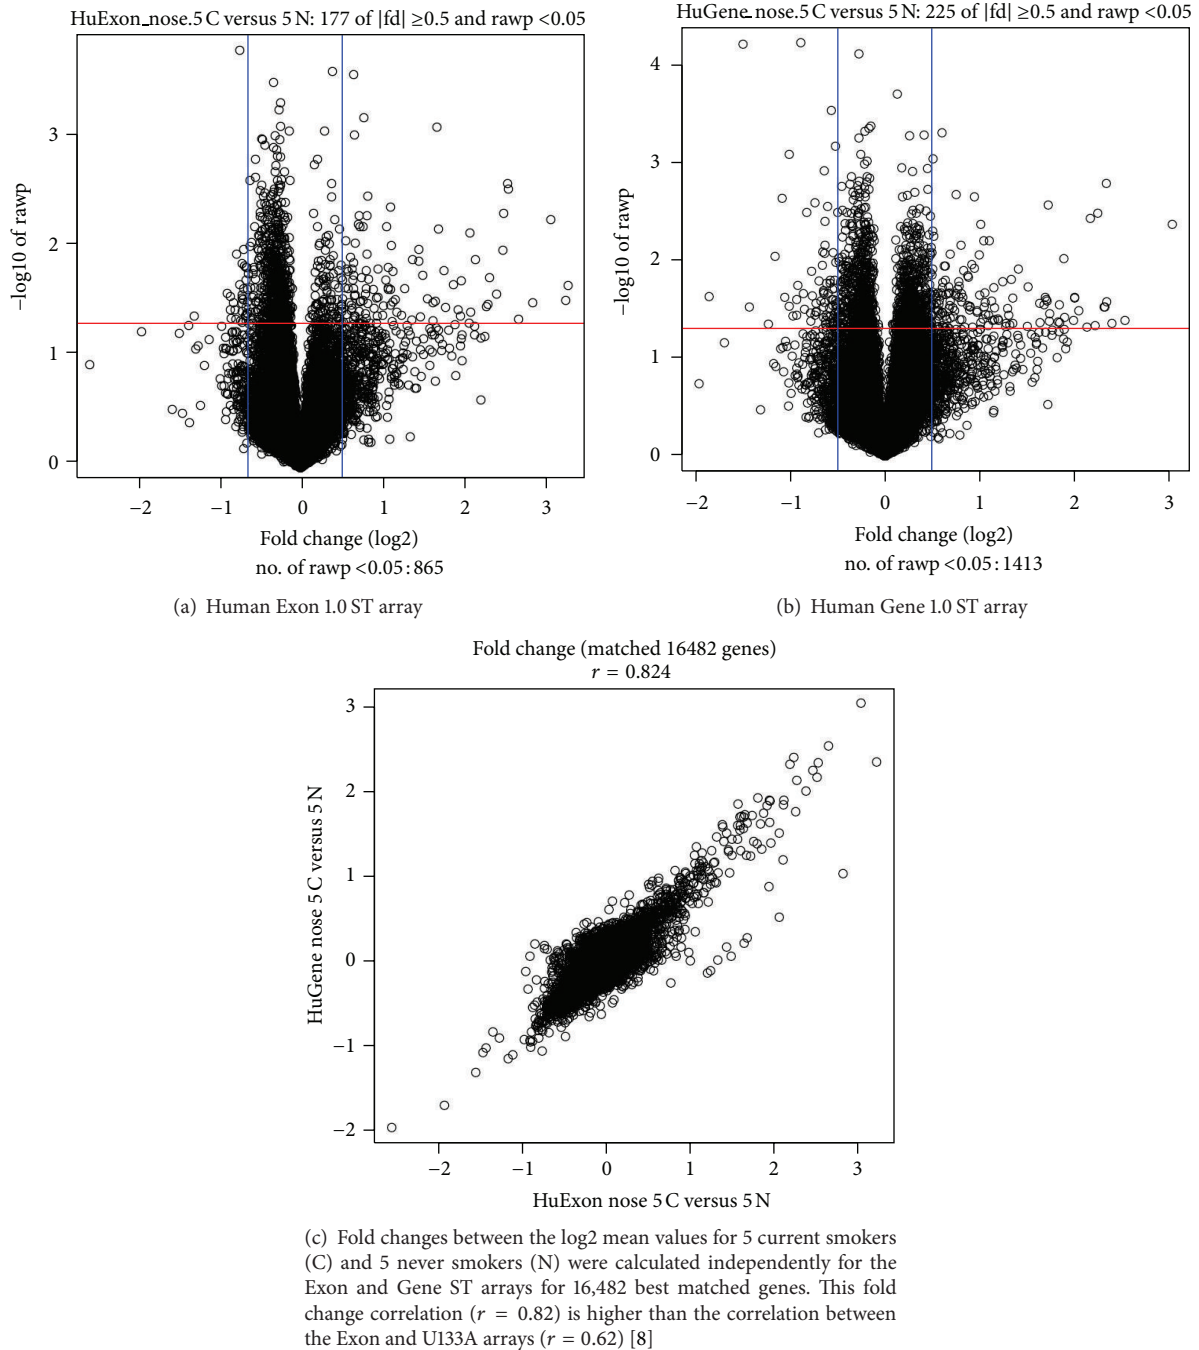 HuExon_nose.5 C versus 5 N: 177 of |fd| ≥0.5 and rawp <0.05
3
2
1
0
−log10 of rawp
−2 −1 0 1 2 3
Fold change (log2)
no. of rawp <0.05 : 865
(a) Human Exon 1.0 ST array
HuGene_nose.5 C versus 5 N: 225 of |fd| ≥0.5 and rawp <0.05
4
3
2
1
0
−log10 of rawp
−2 −1 0 1 2 3
Fold change (log2)
no. of rawp <0.05 : 1413
(b) Human Gene 1.0 ST array
Fold change (matched 16482 genes)
r = 0.824
3
2
1
0
−1
−2
HuGene nose 5 C versus 5 N
−2 −1 0 1 2 3
HuExon nose 5 C versus 5 N
(c) Fold changes between the log2 mean values for 5 current smokers
(C) and 5 never smokers (N) were calculated independently for the
Exon and Gene ST arrays for 16,482 best matched genes. This fold
change correlation (r = 0.82) is higher than the correlation between
the Exon and U133A arrays (r = 0.62) [8]